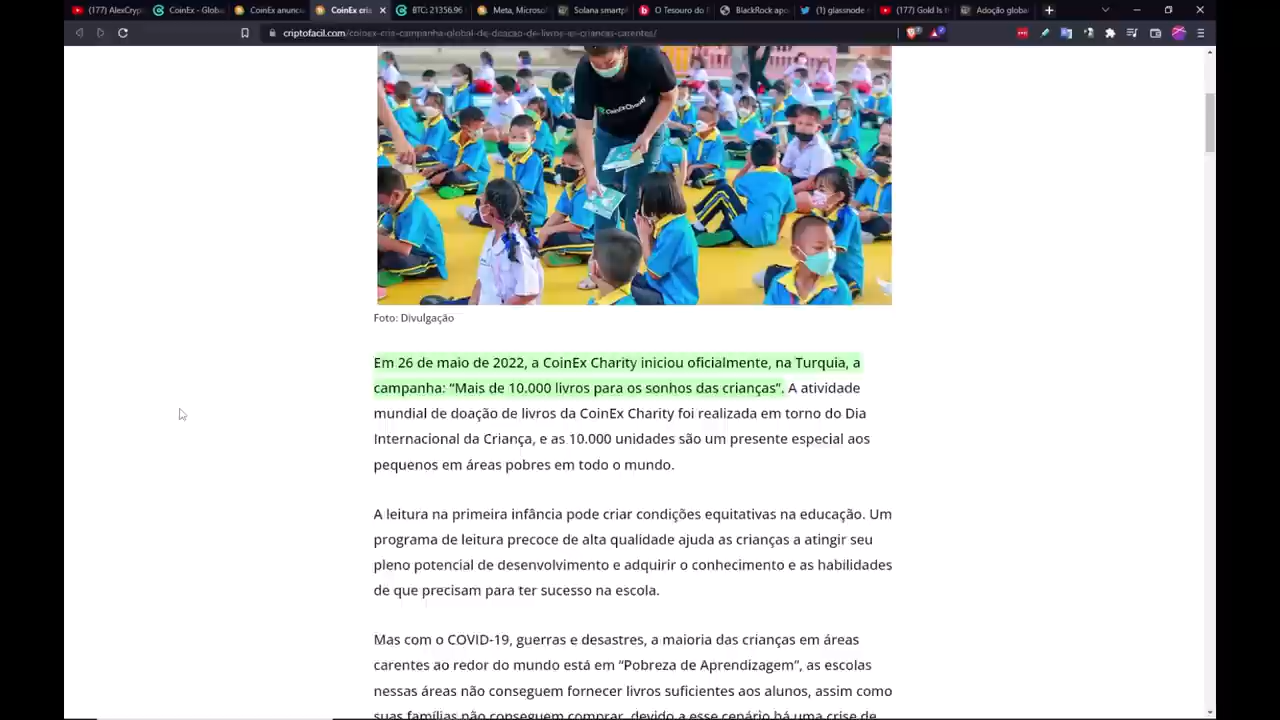 (177) AlexCryp
CoinEx - Globa
CoinEx anunc
CoinEx cria
BTC: 21356.96
Meta, Microsof
Solana smartp
O Tesouro do
BlackRock apo
(1) glassnode
(177) Gold Is th
Adoção global
criptofacil.com/coinex-cria-campanha-global-de-doacao-de-livros-as-criancas-carentes/
CoinEx Charity
Foto: Divulgação
Em 26 de maio de 2022, a CoinEx Charity iniciou oficialmente, na Turquia, a
campanha: “Mais de 10.000 livros para os sonhos das crianças”. A atividade
mundial de doação de livros da CoinEx Charity foi realizada em torno do Dia
Internacional da Criança, e as 10.000 unidades são um presente especial aos
pequenos em áreas pobres em todo o mundo.
A leitura na primeira infância pode criar condições equitativas na educação. Um
programa de leitura precoce de alta qualidade ajuda as crianças a atingir seu
pleno potencial de desenvolvimento e adquirir o conhecimento e as habilidades
de que precisam para ter sucesso na escola.
Mas com o COVID-19, guerras e desastres, a maioria das crianças em áreas
carentes ao redor do mundo está em “Pobreza de Aprendizagem”, as escolas
nessas áreas não conseguem fornecer livros suficientes aos alunos, assim como
suas famílias não conseguem comprar, devido a esse cenário há uma crise de